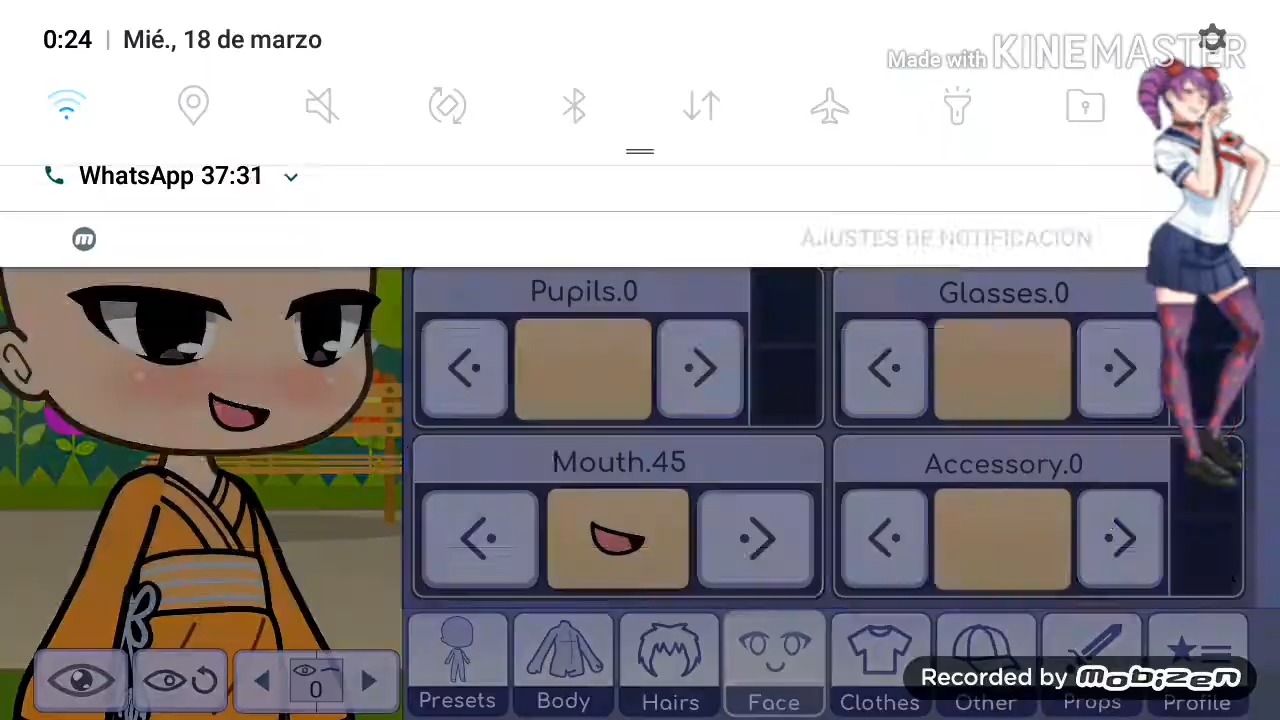 0:24 | Mié., 18 de marzo
Made with KINEMASTER
WhatsApp 37:31
m
AJUSTES DE NOTIFICACIÓN
Pupils.0
Glasses.0
Mouth.45
Accessory.0
0
Presets
Body
Hairs
Face
Clothes
Other
Props
Profile
Recorded by Mobizen